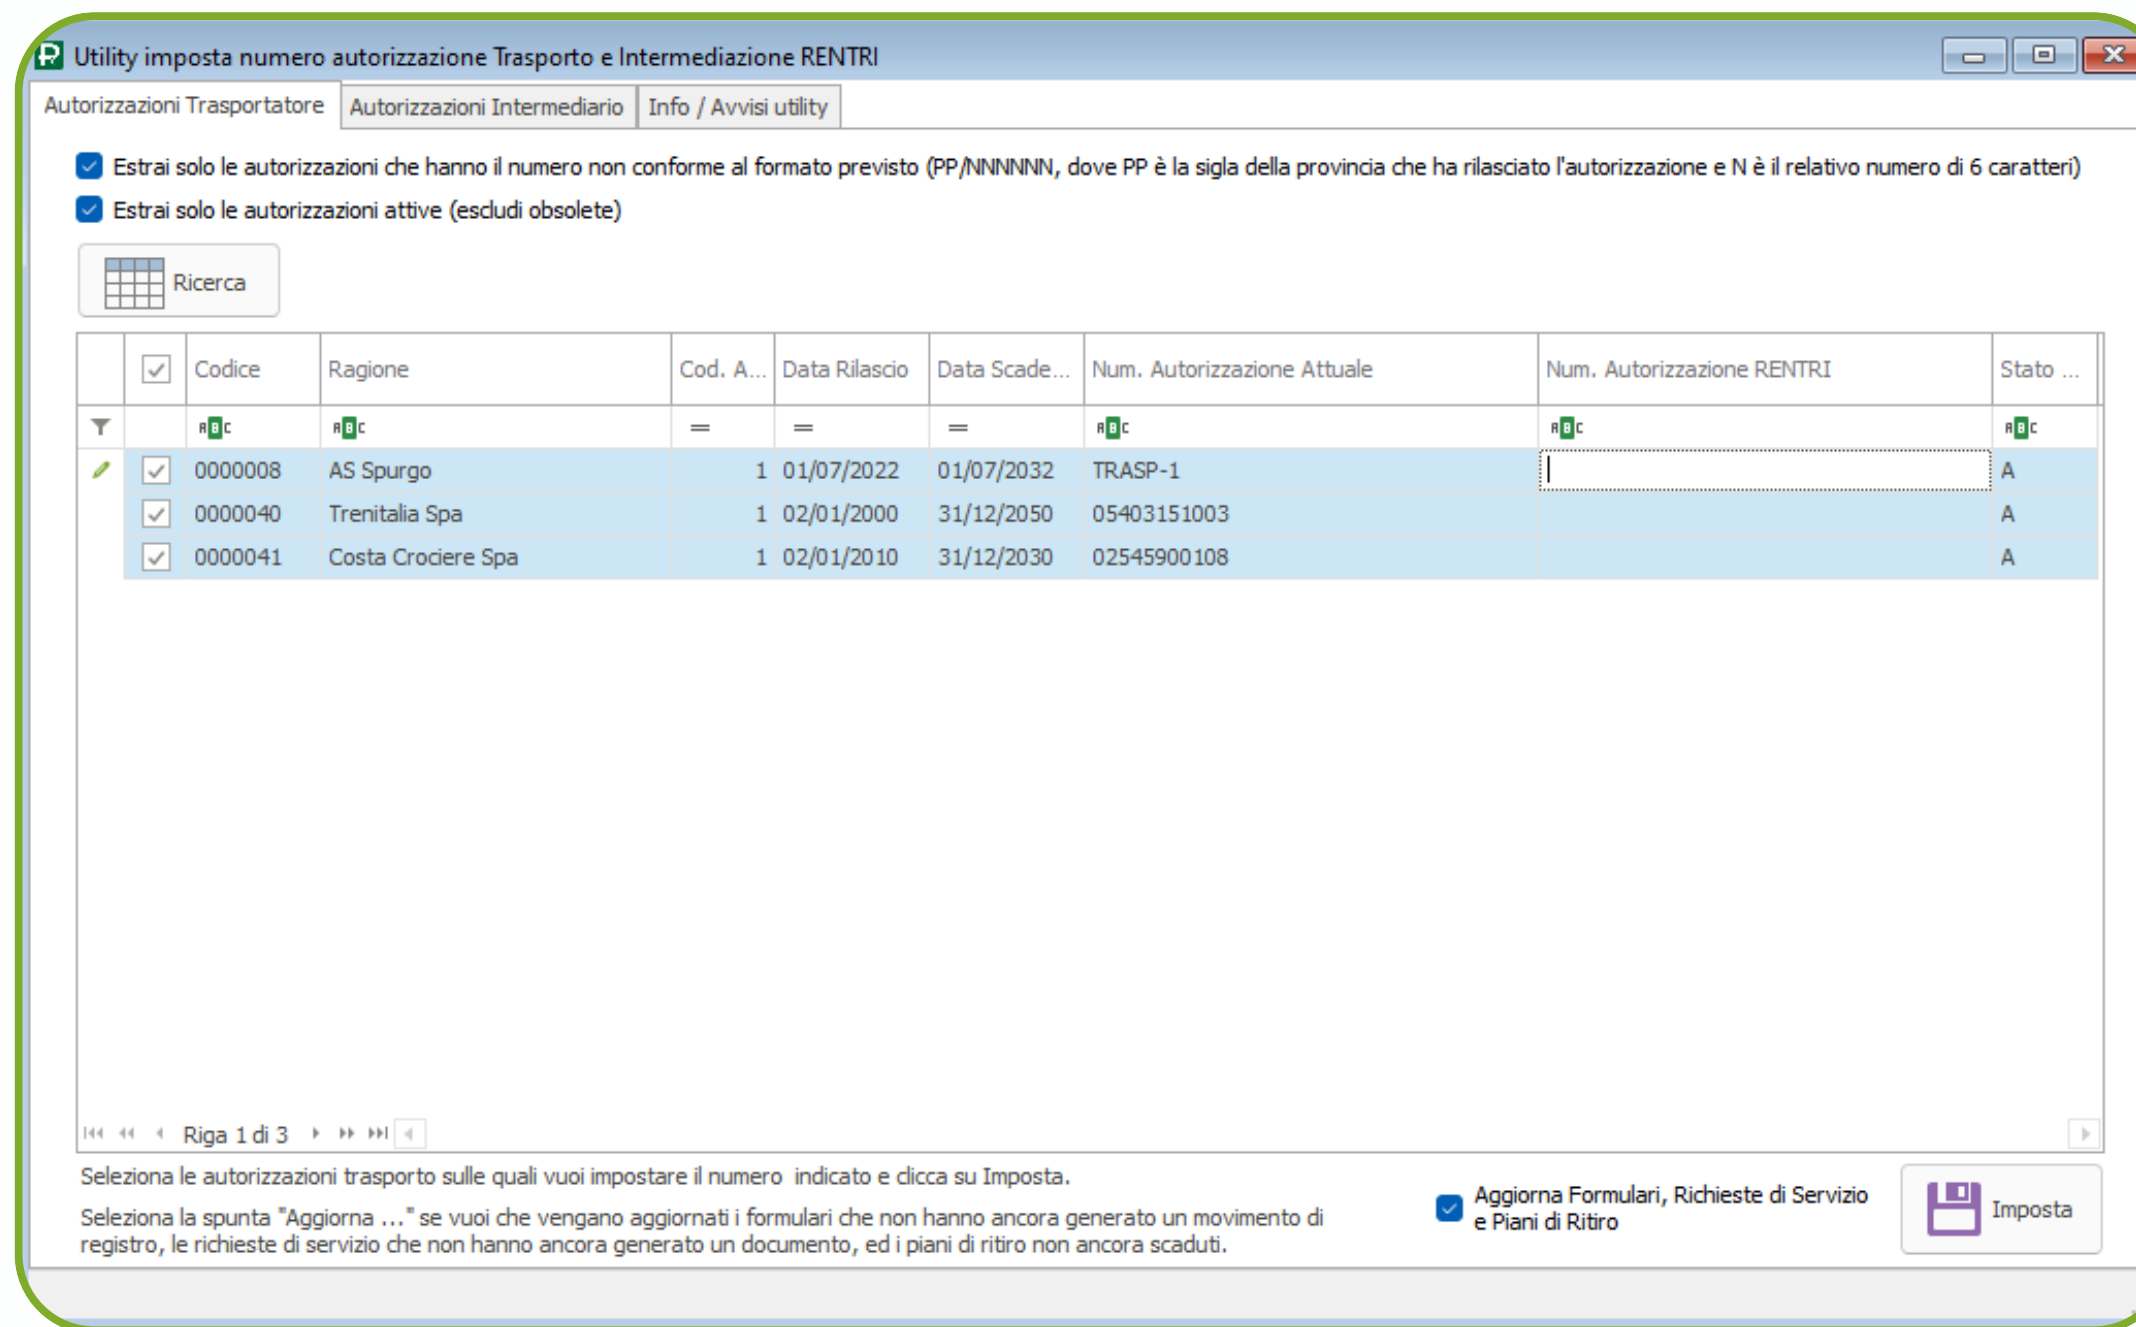 Utility imposta numero autorizzazione Trasporto e Intermediazione RENTRI
Autorizzazioni Trasportatore Autorizzazioni Intermediario Info / Avvisi utility
Estrai solo le autorizzazioni che hanno il numero non conforme al formato previsto (PP/NNNNNN, dove PP è la sigla della provincia che ha rilasciato l'autorizzazione e N è il relativo numero di 6 caratteri)
Estrai solo le autorizzazioni attive (escludi obsolete)
Ricerca
Codice Ragione Cod. A... Data Rilascio Data Scade... Num. Autorizzazione Attuale Num. Autorizzazione RENTRI Stato ...
ABC ABC = = = ABC ABC ABC
0000008 AS Spurgo 1 01/07/2022 01/07/2032 TRASP-1 A
0000040 Trenitalia Spa 1 02/01/2000 31/12/2050 05403151003 A
0000041 Costa Crociere Spa 1 02/01/2010 31/12/2030 02545900108 A
Riga 1 di 3
Seleziona le autorizzazioni trasporto sulle quali vuoi impostare il numero  indicato e clicca su Imposta.
Seleziona la spunta "Aggiorna ..." se vuoi che vengano aggiornati i formulari che non hanno ancora generato un movimento di
registro, le richieste di servizio che non hanno ancora generato un documento, ed i piani di ritiro non ancora scaduti.
Aggiorna Formulari, Richieste di Servizio
e Piani di Ritiro
Imposta